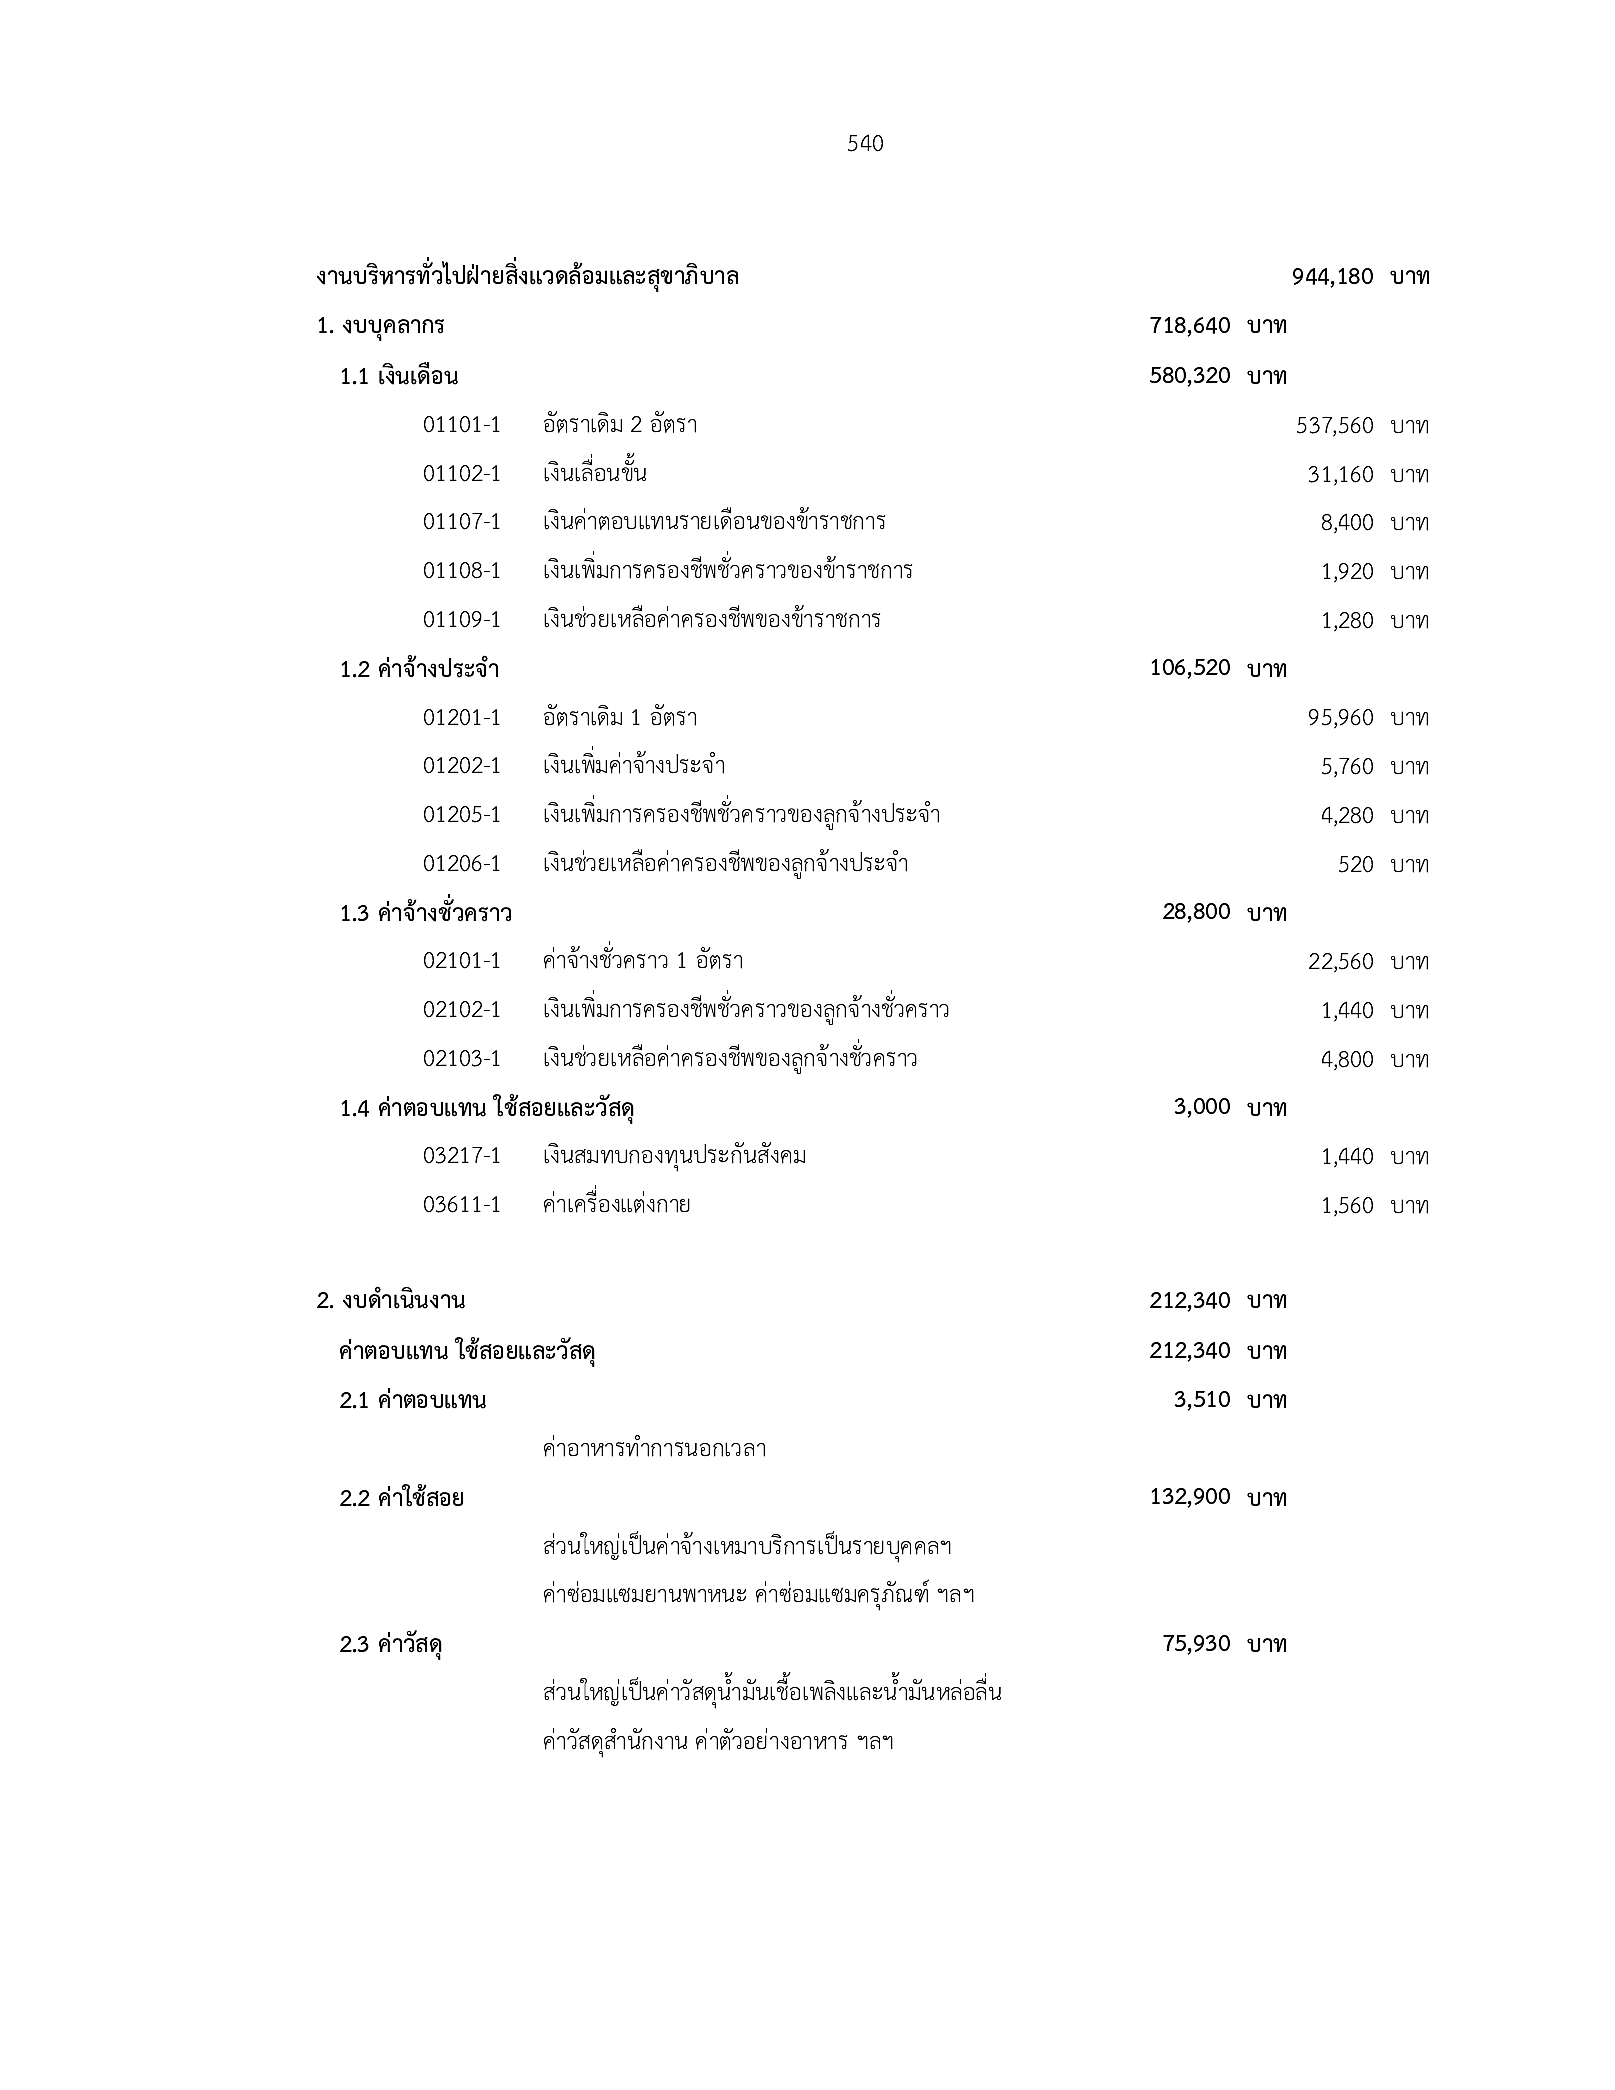 540
งานบริหารทั่วไปฝ่ายสิ่งแวดล้อมและสุขาภิบาล 944,180 บาท
1. งบบุคลากร 718,640 บาท
1.1 เงินเดือน 580,320 บาท
01101-1 อัตราเดิม 2 อัตรา 537,560 บาท
01102-1 เงินเลื่อนขั้น 31,160 บาท
01107-1 เงินค่าตอบแทนรายเดือนของข้าราชการ 8,400 บาท
01108-1 เงินเพิ่มการครองชีพชั่วคราวของข้าราชการ 1,920 บาท
01109-1 เงินช่วยเหลือค่าครองชีพของข้าราชการ 1,280 บาท
1.2 ค่าจ้างประจำ 106,520 บาท
01201-1 อัตราเดิม 1 อัตรา 95,960 บาท
01202-1 เงินเพิ่มค่าจ้างประจำ 5,760 บาท
01205-1 เงินเพิ่มการครองชีพชั่วคราวของลูกจ้างประจำ 4,280 บาท
01206-1 เงินช่วยเหลือค่าครองชีพของลูกจ้างประจำ 520 บาท
1.3 ค่าจ้างชั่วคราว 28,800 บาท
02101-1 ค่าจ้างชั่วคราว 1 อัตรา 22,560 บาท
02102-1 เงินเพิ่มการครองชีพชั่วคราวของลูกจ้างชั่วคราว 1,440 บาท
02103-1 เงินช่วยเหลือค่าครองชีพของลูกจ้างชั่วคราว 4,800 บาท
1.4 ค่าตอบแทน ใช้สอยและวัสดุ 3,000 บาท
03217-1 เงินสมทบกองทุนประกันสังคม 1,440 บาท
03611-1 ค่าเครื่องแต่งกาย 1,560 บาท
2. งบดำเนินงาน 212,340 บาท
ค่าตอบแทน ใช้สอยและวัสดุ 212,340 บาท
2.1 ค่าตอบแทน 3,510 บาท
ค่าอาหารทำการนอกเวลา
2.2 ค่าใช้สอย 132,900 บาท
ส่วนใหญ่เป็นค่าจ้างเหมาบริการเป็นรายบุคคลฯ
ค่าซ่อมแซมยานพาหนะ ค่าซ่อมแซมครุภัณฑ์ ฯลฯ
2.3 ค่าวัสดุ 75,930 บาท
ส่วนใหญ่เป็นค่าวัสดุน้ำมันเชื้อเพลิงและน้ำมันหล่อลื่น
ค่าวัสดุสำนักงาน ค่าตัวอย่างอาหาร ฯลฯ